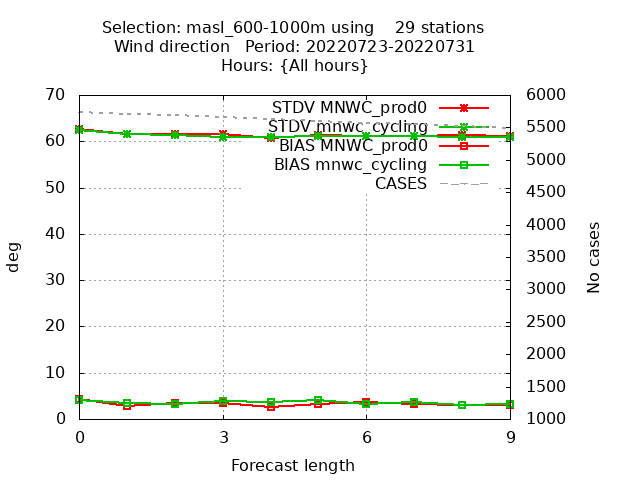 Selection: masl_600-1000m using    29 stations
Wind direction   Period: 20220723-20220731
Hours: {All hours}
70
60
50
40
30
20
10
0
deg
6000
5500
5000
4500
4000
3500
3000
2500
2000
1500
1000
No cases
STDV MNWC_prod0
STDV mnwc_cycling
BIAS MNWC_prod0
BIAS mnwc_cycling
CASES
0 3 6 9
Forecast length